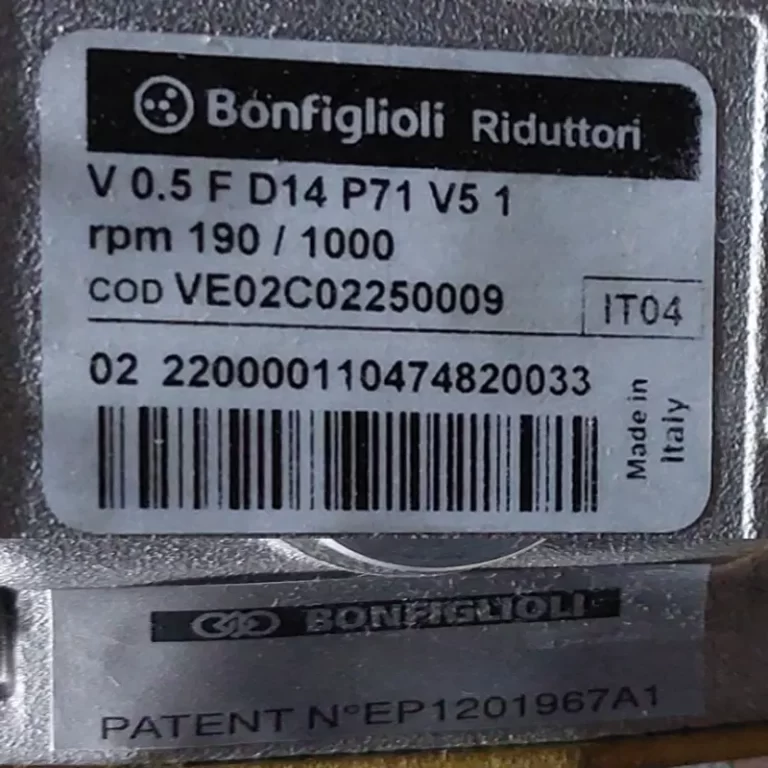 Bonfiglioli Riduttori
V 0.5 F D14 P71 V5 1
rpm 190 / 1000
COD VE02C02250009
IT04
02 220000110474820033
Made in
Italy
BONFIGLIOLI
PATENT N°EP1201967A1